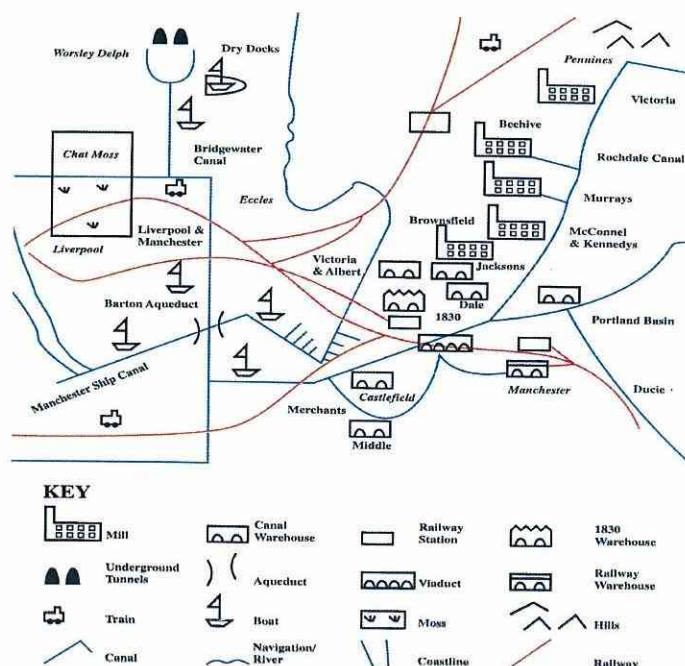 Worsley Delph
Dry Docks
Pennines
Victoria
Beehive
Bridgewater
Canal
Rochdale Canal
Chat Moss
Murrays
Eccles
Brownsfield
McConnel
& Kennedys
Liverpool &
Manchester
Liverpool
Victoria
& Albert
Jacksons
Dale
1830
Barton Aqueduct
Portland Basin
Manchester Ship Canal
Manchester
Ducie
Castlefield
Merchants
Middle
KEY
Mill
Canal
Warehouse
Railway
Station
1830
Warehouse
Underground
Tunnels
Aqueduct
Viaduct
Railway
Warehouse
Train
Boat
Moss
Hills
Canal
Navigation/
River
Coastline
Railway